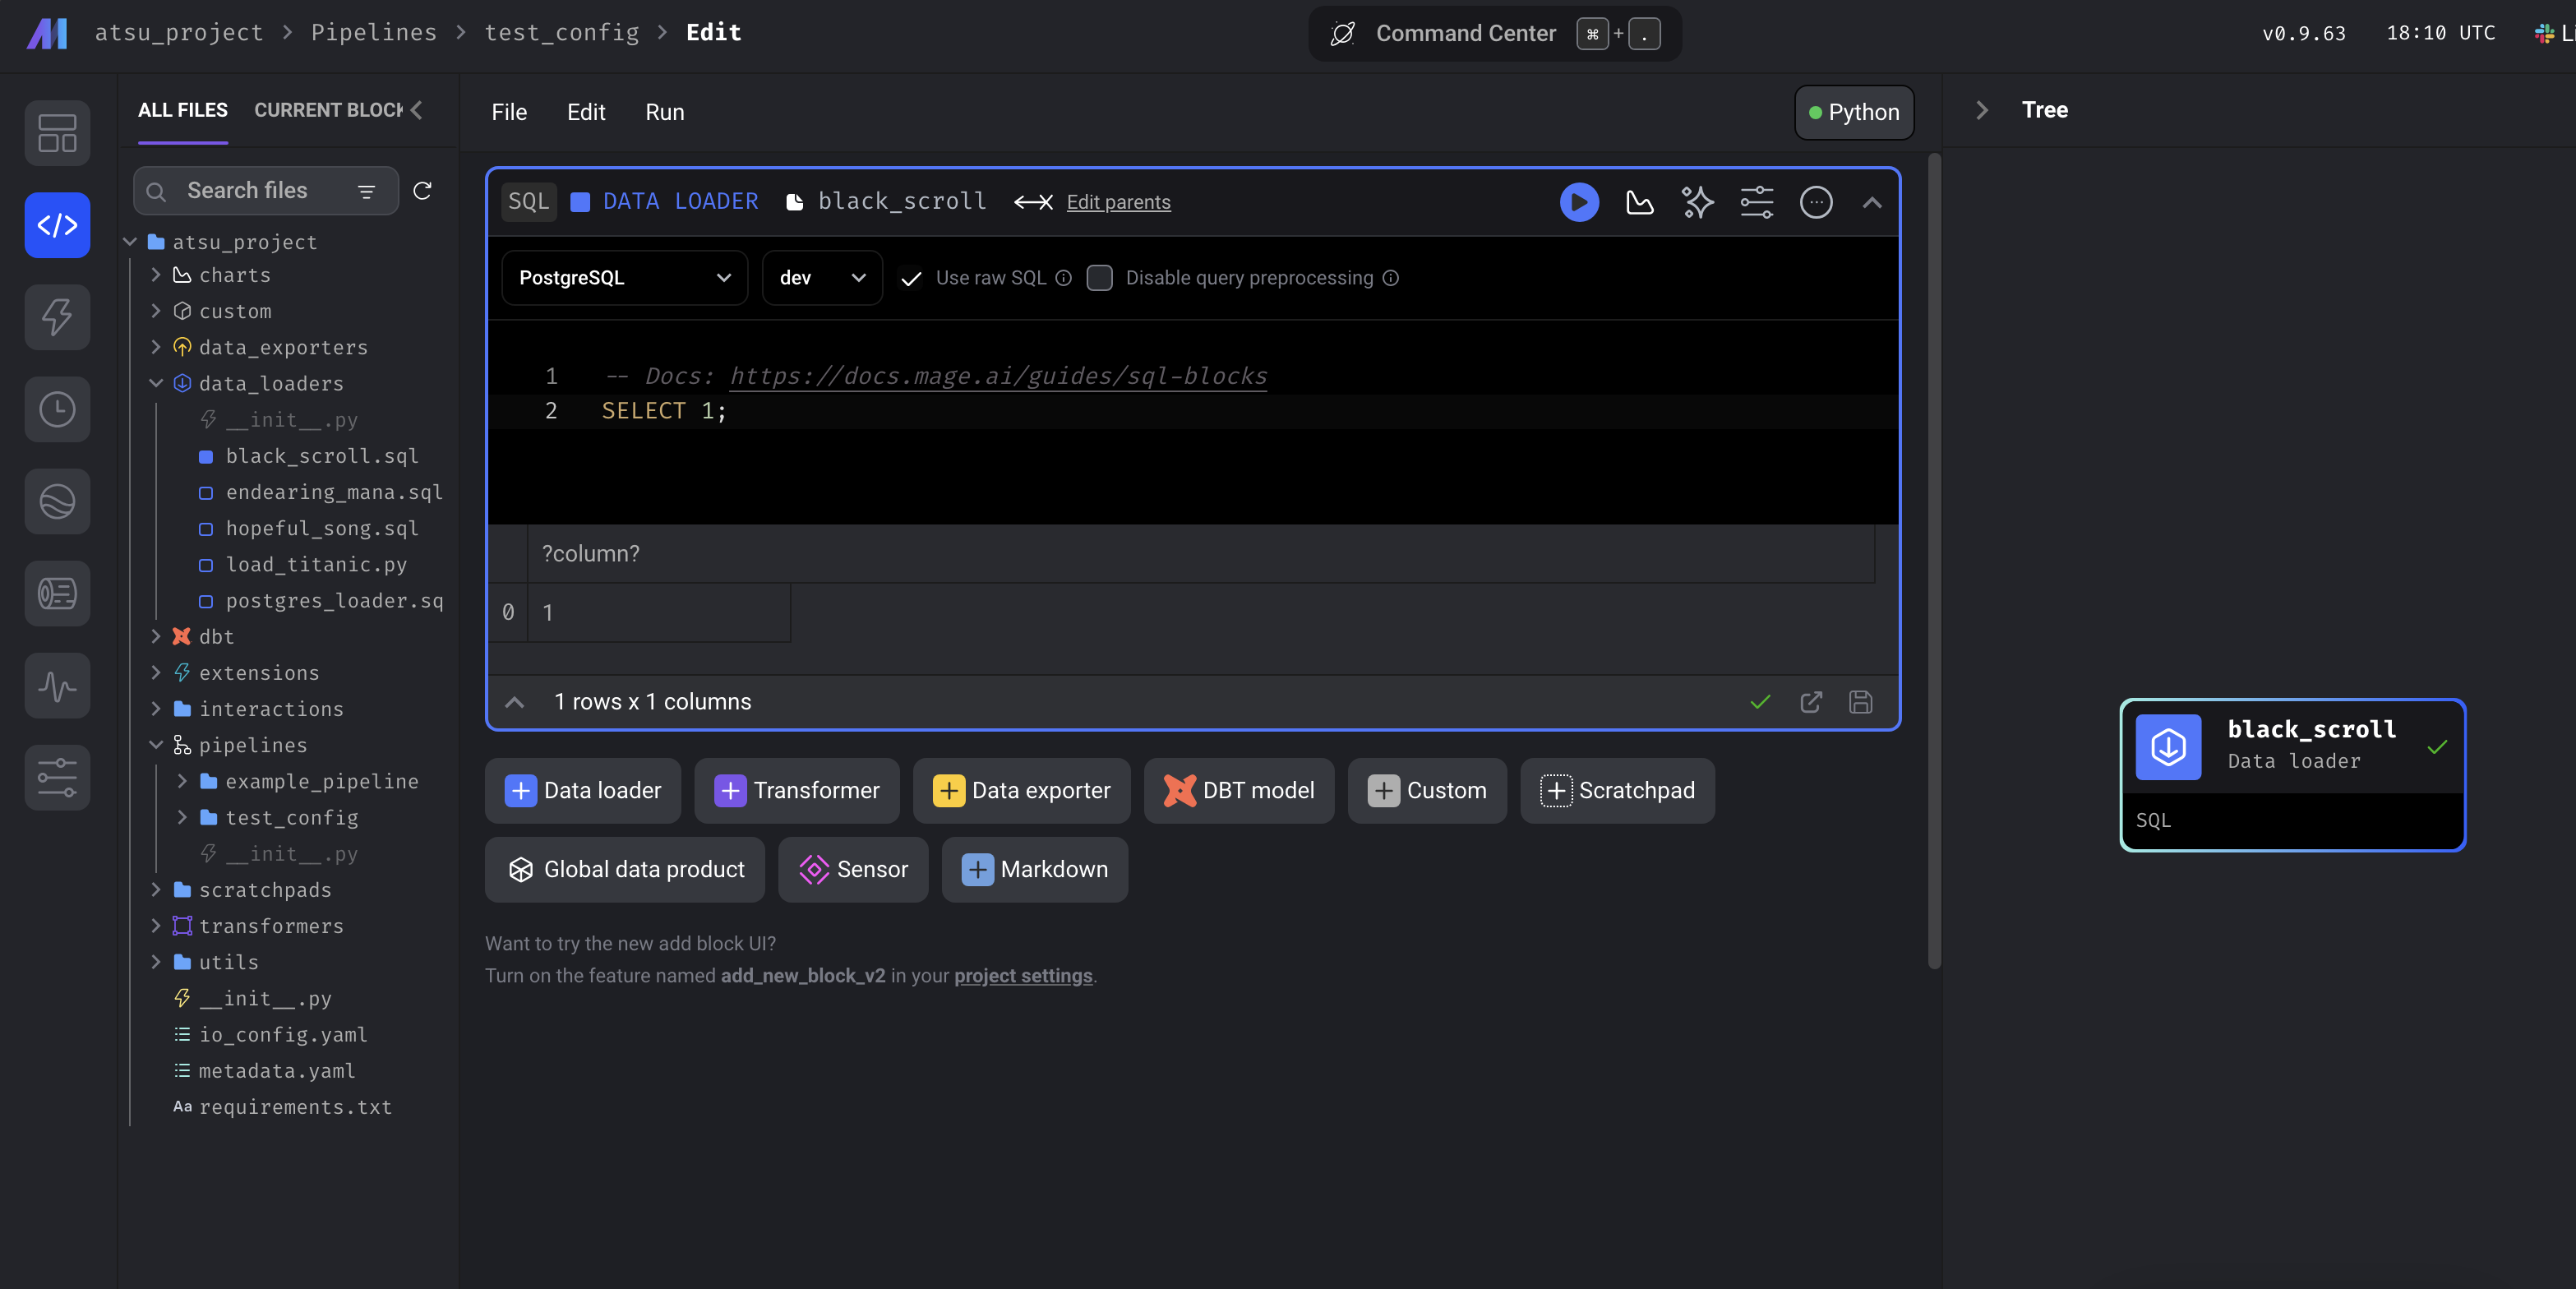 atsu_project > Pipelines > test_config > Edit
Command Center ⌘ + .
v0.9.63
18:10 UTC
ALL FILES
CURRENT BLOCK
Search files
atsu_project
charts
custom
data_exporters
data_loaders
__init__.py
black_scroll.sql
endearing_mana.sql
hopeful_song.sql
load_titanic.py
postgres_loader.sq
dbt
extensions
interactions
pipelines
example_pipeline
test_config
__init__.py
scratchpads
transformers
utils
__init__.py
io_config.yaml
metadata.yaml
Aa requirements.txt
File Edit Run
Python
SQL DATA LOADER black_scroll Edit parents
PostgreSQL dev Use raw SQL Disable query preprocessing
1 -- Docs: https://docs.mage.ai/guides/sql-blocks
2 SELECT 1;
?column?
0 1
1 rows x 1 columns
Data loader Transformer Data exporter DBT model Custom Scratchpad
Global data product Sensor Markdown
Want to try the new add block UI?
Turn on the feature named add_new_block_v2 in your project settings.
Tree
black_scroll
Data loader
SQL